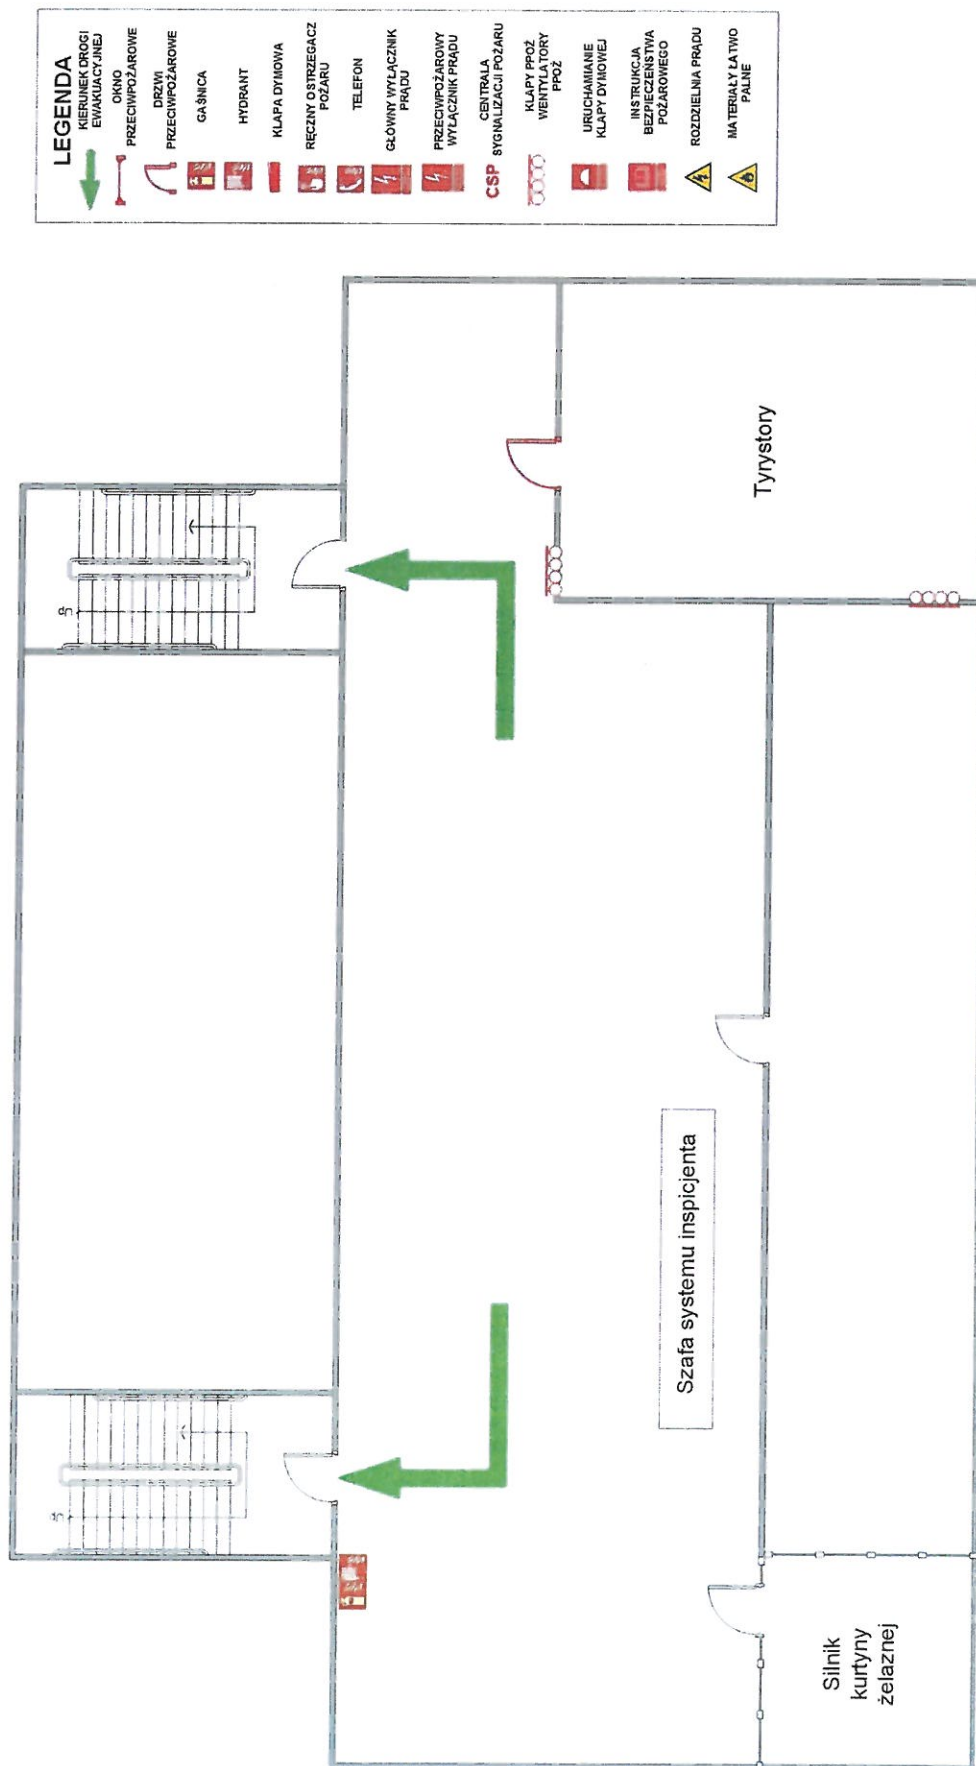 LEGENDA
KIERUNEK DROGI
EWAKUACYJNEJ
OKNO
PRZECIWPOŻAROWE
DRZWI
PRZECIWPOŻAROWE
GAŚNICA
HYDRANT
KLAPA DYMOWA
RĘCZNY OSTRZEGACZ
POŻARU
TELEFON
GŁÓWNY WYŁĄCZNIK
PRĄDU
PRZECIWPOŻAROWY
WYŁĄCZNIK PRĄDU
CSP
CENTRALA
SYGNALIZACJI POŻARU
KLAPY PPOŻ
WENTYLATORY
PPOŻ
URUCHAMIANIE
KLAPY DYMOWEJ
INSTRUKCJA
BEZPIECZEŃSTWA
POŻAROWEGO
ROZDZIELNIA PRĄDU
MATERIAŁY ŁATWO
PALNE
Tyrystory
Szafa systemu inspicjenta
Silnik
kurtyny
żelaznej